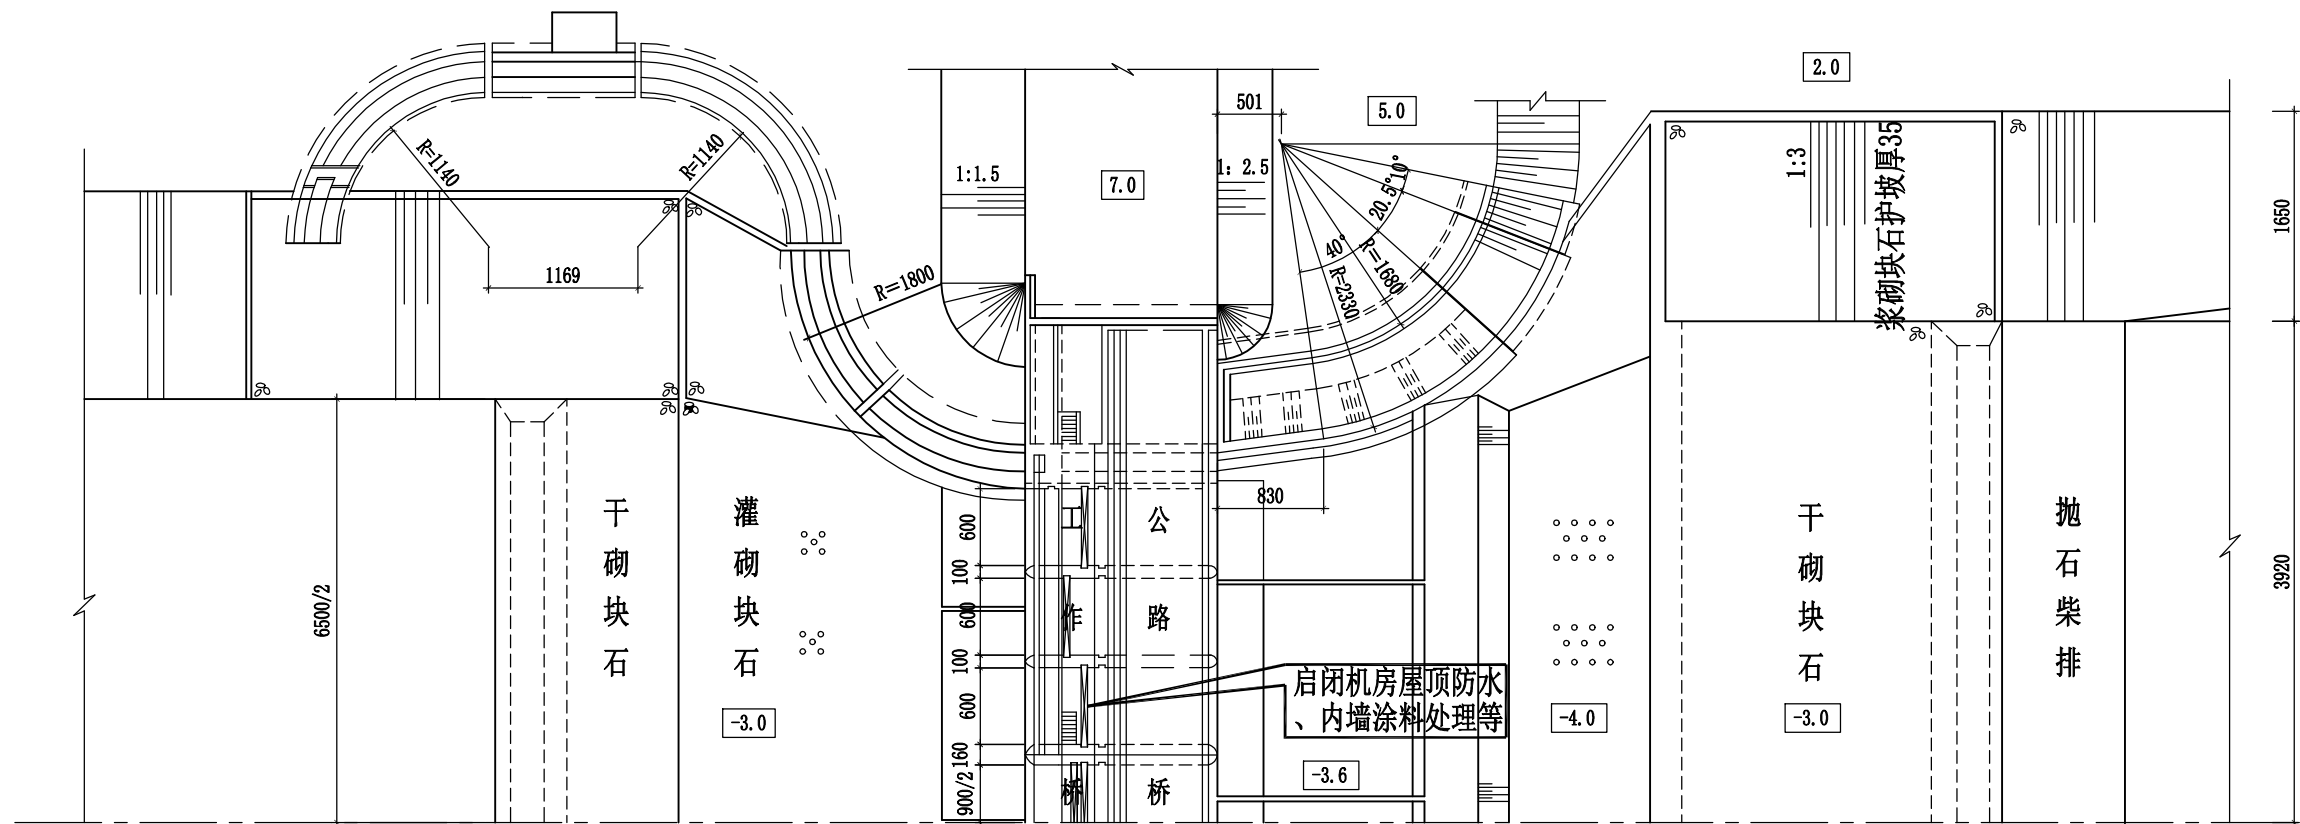 2.0
501
5.0
1:1.5
7.0
1: 2.5
10°
20.5°
40°
R=1680
R=2330
R=1140
R=1140
1169
R=1800
1:3
浆砌块石护坡厚35
1650
3920
6500/2
干砌块石
灌砌块石
-3.0
600
100
600
100
600
160
900/2
工作桥
公路桥
830
启闭机房屋顶防水
、内墙涂料处理等
-3.6
-4.0
干砌块石
-3.0
抛石柴排